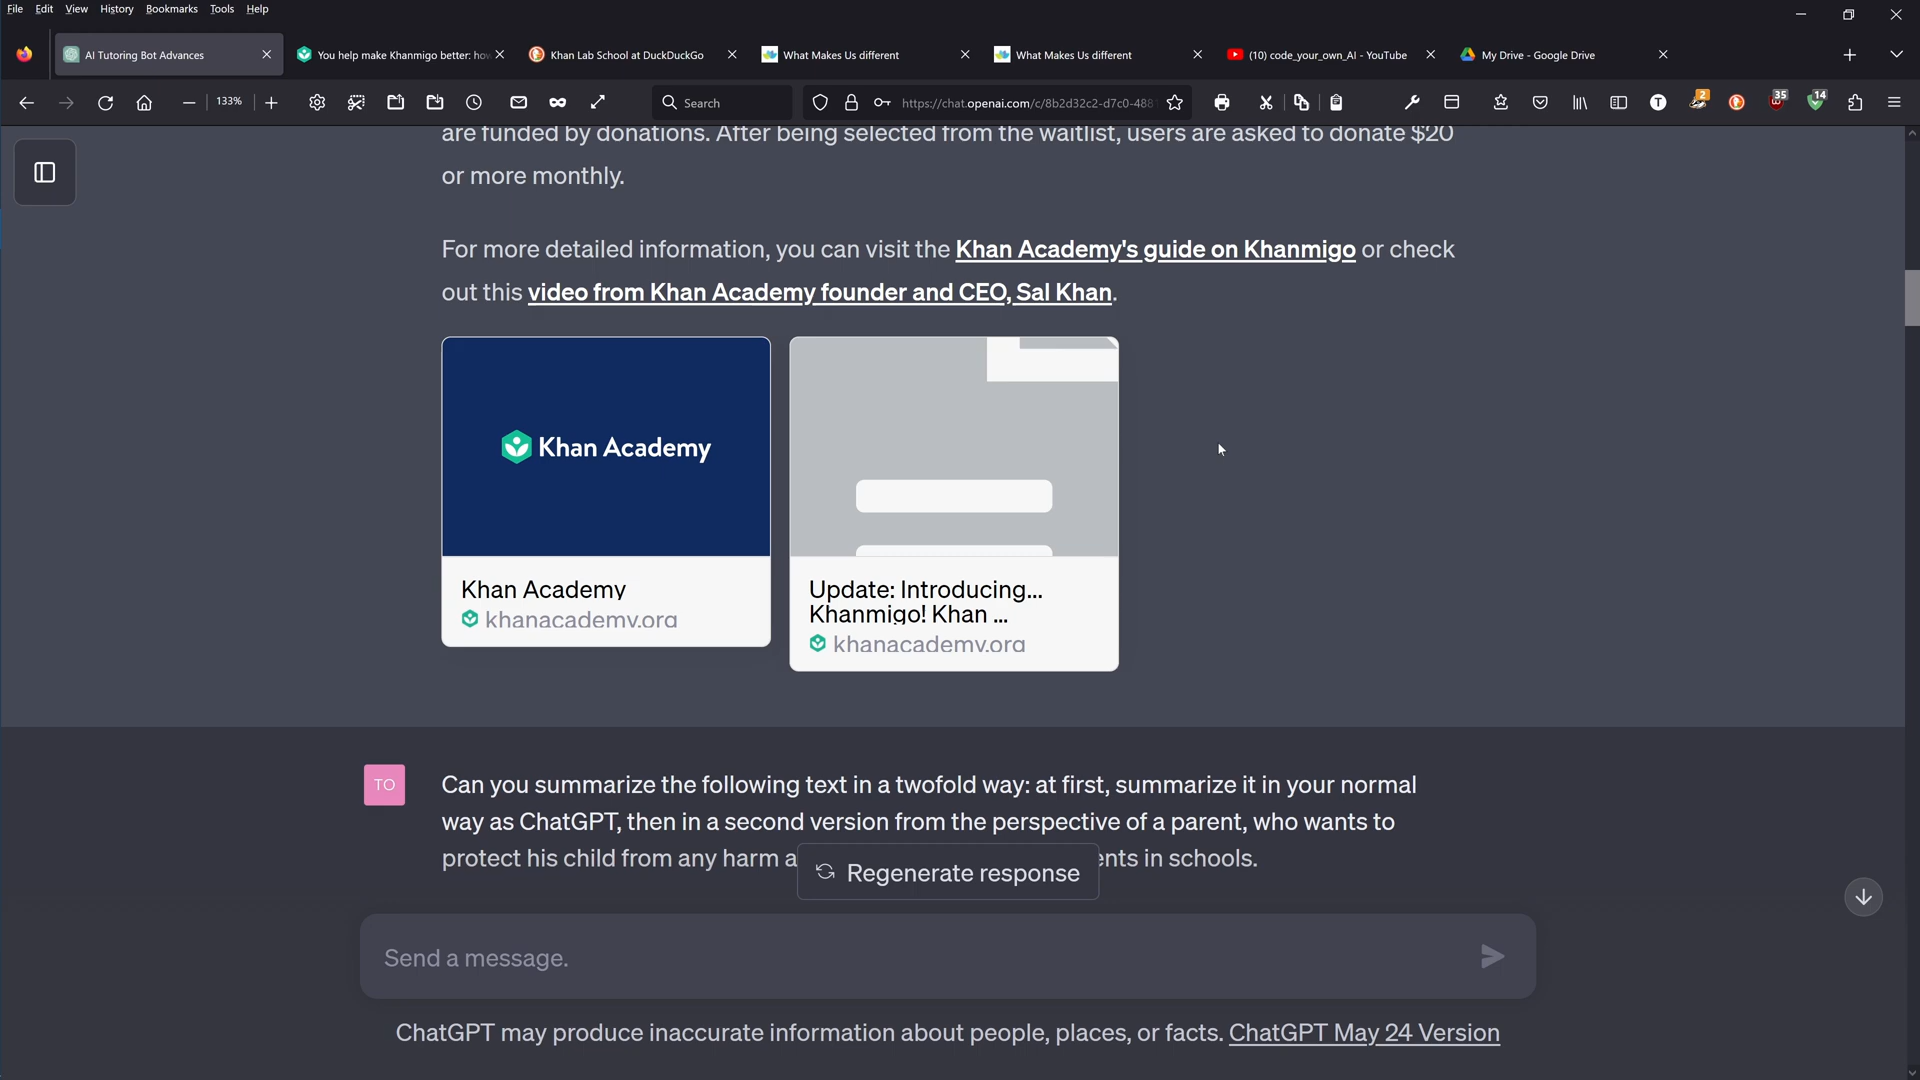 File Edit View History Bookmarks Tools Help
AI Tutoring Bot Advances
You help make Khanmigo better: how
Khan Lab School at DuckDuckGo
What Makes Us different
What Makes Us different
(10) code_your_own_AI - YouTube
My Drive - Google Drive
133%
Search
https://chat.openai.com/c/8b2d32c2-d7c0-488
2
35
14
are funded by donations. After being selected from the waitlist, users are asked to donate $20
or more monthly.
For more detailed information, you can visit the Khan Academy's guide on Khanmigo or check
out this video from Khan Academy founder and CEO, Sal Khan.
Khan Academy
Khan Academy
khanacademy.org
Update: Introducing...
Khanmigo! Khan ...
khanacademy.org
TO
Can you summarize the following text in a twofold way: at first, summarize it in your normal
way as ChatGPT, then in a second version from the perspective of a parent, who wants to
protect his child from any harm a
ents in schools.
Regenerate response
Send a message.
ChatGPT may produce inaccurate information about people, places, or facts. ChatGPT May 24 Version